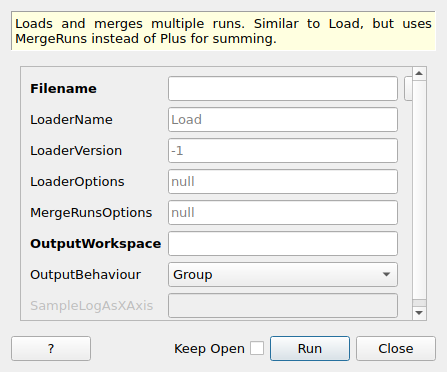 Loads and merges multiple runs. Similar to Load, but uses
MergeRuns instead of Plus for summing.
Filename
LoaderName Load
LoaderVersion -1
LoaderOptions null
MergeRunsOptions null
OutputWorkspace
OutputBehaviour Group
SampleLogAsXAxis
? Keep Open Run Close